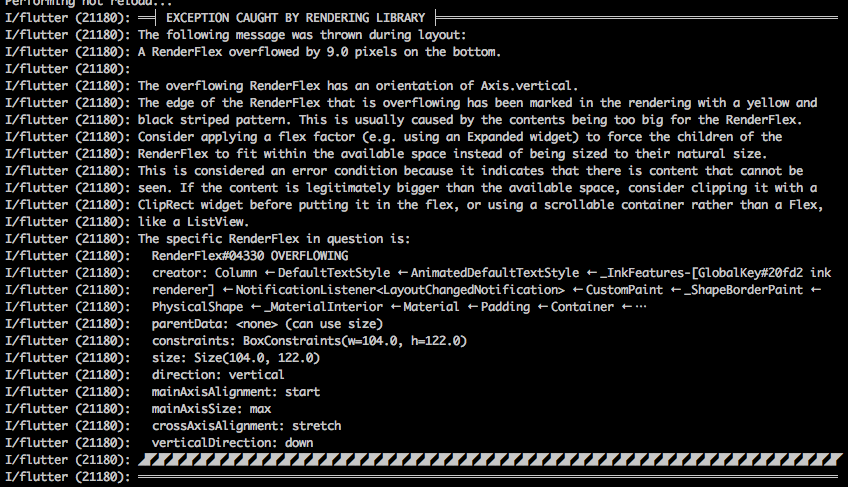 Performing hot reload...
I/flutter (21180): ══╡ EXCEPTION CAUGHT BY RENDERING LIBRARY ╞═════════════════════════════════════════════════════════
I/flutter (21180): The following message was thrown during layout:
I/flutter (21180): A RenderFlex overflowed by 9.0 pixels on the bottom.
I/flutter (21180):
I/flutter (21180): The overflowing RenderFlex has an orientation of Axis.vertical.
I/flutter (21180): The edge of the RenderFlex that is overflowing has been marked in the rendering with a yellow and
I/flutter (21180): black striped pattern. This is usually caused by the contents being too big for the RenderFlex.
I/flutter (21180): Consider applying a flex factor (e.g. using an Expanded widget) to force the children of the
I/flutter (21180): RenderFlex to fit within the available space instead of being sized to their natural size.
I/flutter (21180): This is considered an error condition because it indicates that there is content that cannot be
I/flutter (21180): seen. If the content is legitimately bigger than the available space, consider clipping it with a
I/flutter (21180): ClipRect widget before putting it in the flex, or using a scrollable container rather than a Flex,
I/flutter (21180): like a ListView.
I/flutter (21180): The specific RenderFlex in question is:
I/flutter (21180):   RenderFlex#04330 OVERFLOWING
I/flutter (21180):   creator: Column ← DefaultTextStyle ← AnimatedDefaultTextStyle ← _InkFeatures-[GlobalKey#20fd2 ink
I/flutter (21180):   renderer] ← NotificationListener<LayoutChangedNotification> ← CustomPaint ← _ShapeBorderPaint ←
I/flutter (21180):   PhysicalShape ← _MaterialInterior ← Material ← Padding ← Container ← ⋯
I/flutter (21180):   parentData: <none> (can use size)
I/flutter (21180):   constraints: BoxConstraints(w=104.0, h=122.0)
I/flutter (21180):   size: Size(104.0, 122.0)
I/flutter (21180):   direction: vertical
I/flutter (21180):   mainAxisAlignment: start
I/flutter (21180):   mainAxisSize: max
I/flutter (21180):   crossAxisAlignment: stretch
I/flutter (21180):   verticalDirection: down
I/flutter (21180): ◢◤◢◤◢◤◢◤◢◤◢◤◢◤◢◤◢◤◢◤◢◤◢◤◢◤◢◤◢◤◢◤◢◤◢◤◢◤◢◤◢◤◢◤◢◤◢◤◢◤◢◤◢◤◢◤◢◤◢◤◢◤◢◤◢◤◢◤◢◤◢◤◢◤◢◤◢◤◢◤◢◤◢◤◢◤◢◤◢◤◢◤◢◤◢◤◢◤◢◤
I/flutter (21180): ════════════════════════════════════════════════════════════════════════════════════════════════════